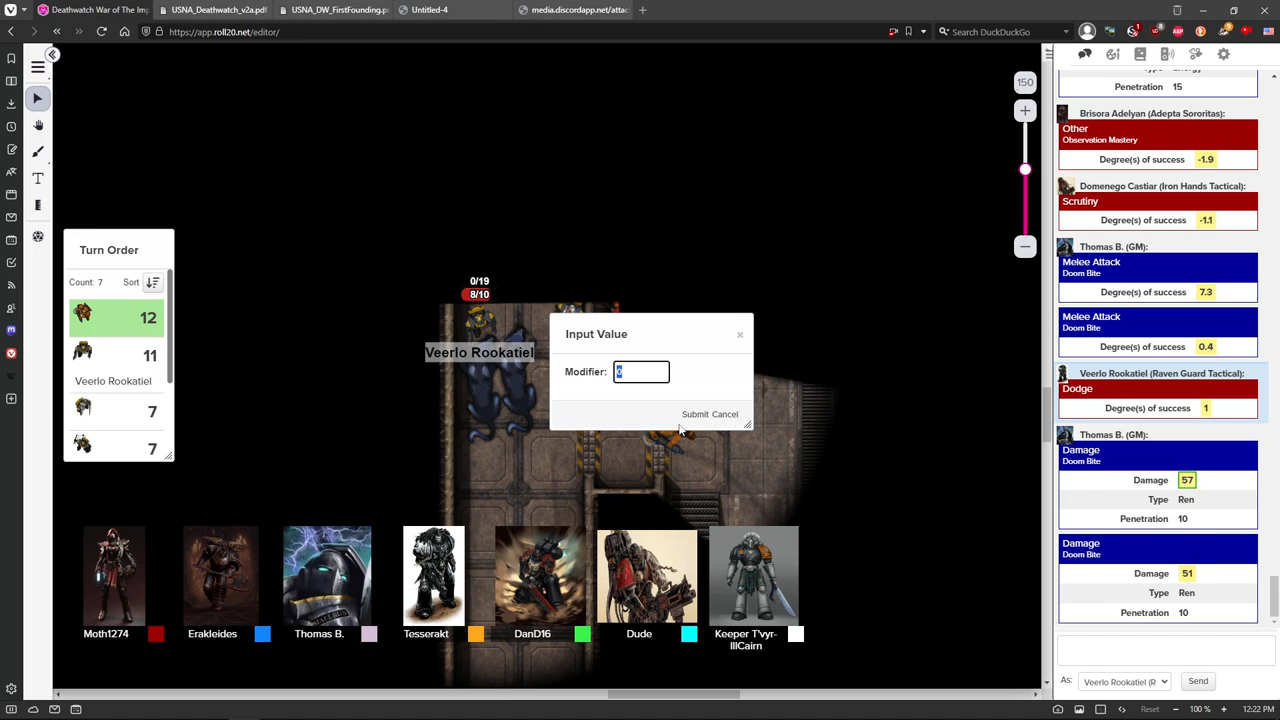 Deathwatch War of The Imp
USNA_Deathwatch_v2a.pdf
USNA_DW_FirstFounding.p
Untitled-4
media.discordapp.net/attac
https://app.roll20.net/editor/
Search DuckDuckGo
150
Penetration 15
Brisora Adelyan (Adepta Sororitas):
Other
Observation Mastery
Degree(s) of success -1.9
Domenego Castiar (Iron Hands Tactical):
Scrutiny
Degree(s) of success -1.1
Turn Order
Count: 7 Sort
12
11
Veerlo Rookatiel
7
7
0/19
8/10
Veerlo Rookatiel
Input Value
Modifier: 0
Submit Cancel
Thomas B. (GM):
Melee Attack
Doom Bite
Degree(s) of success 7.3
Melee Attack
Doom Bite
Degree(s) of success 0.4
Veerlo Rookatiel (Raven Guard Tactical):
Dodge
Degree(s) of success 1
Thomas B. (GM):
Damage
Doom Bite
Damage 57
Type Ren
Penetration 10
Damage
Doom Bite
Damage 51
Type Ren
Penetration 10
Moth1274
Erakleides
Thomas B.
Tesserakt
DanD16
Dude
Keeper T'vyr-
IllCairn
As: Veerlo Rookatiel (R
Send
Reset 100 % 12:22 PM